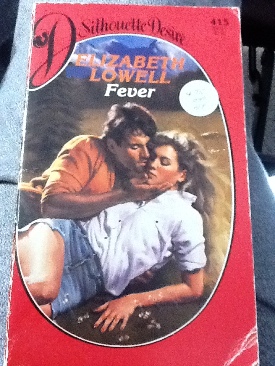 Silhouette Desire
415
ELIZABETH
LOWELL
Fever